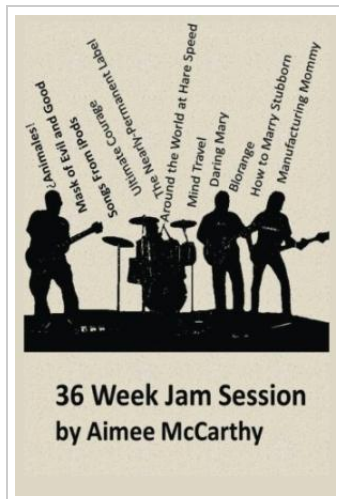 ?Animales!
Mask of Evil and Good
Songs From iPods
Ultimate Courage
The Nearly-Permanent Label
Around the World at Hare Speed
Mind Travel
Daring Mary
Blorange
How to Marry Stubborn
Manufacturing Mommy
36 Week Jam Session
by Aimee McCarthy